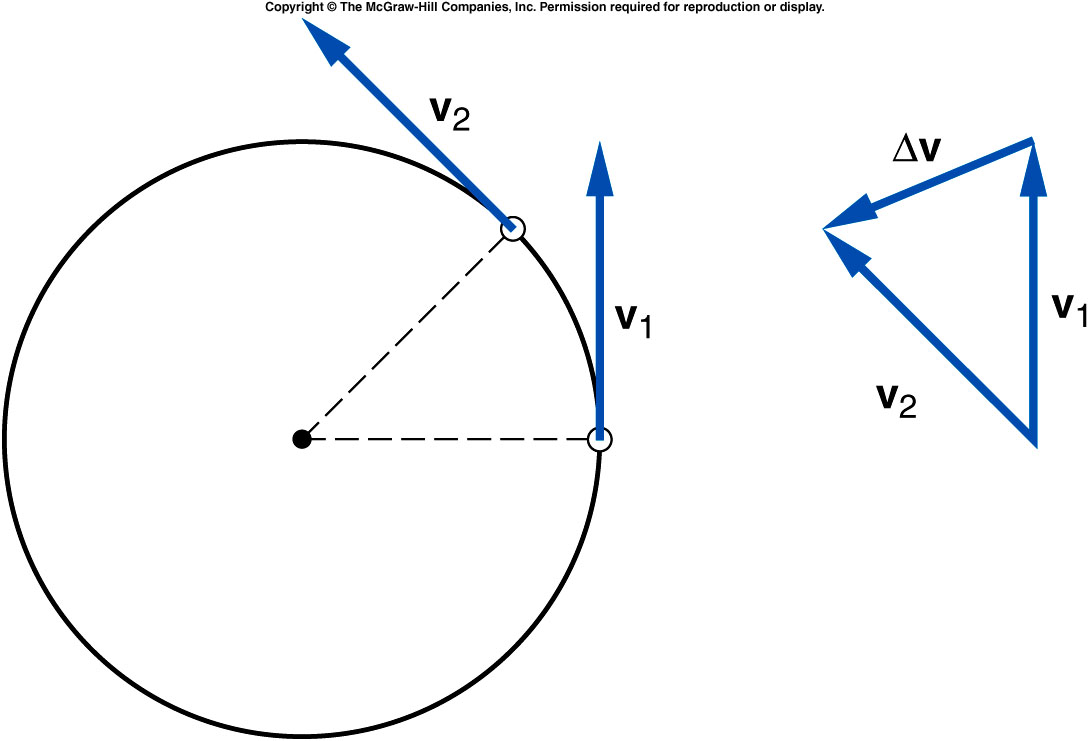 Copyright © The McGraw-Hill Companies, Inc. Permission required for reproduction or display.
v₂
Δv
v₁
v₁
v₂